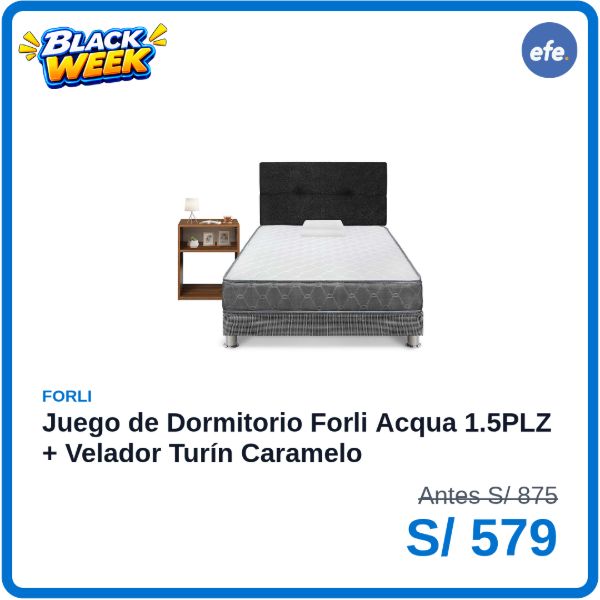 BLACK
WEEK
efe.
FORLI
Juego de Dormitorio Forli Acqua 1.5PLZ
+ Velador Turín Caramelo
Antes S/ 875
S/ 579